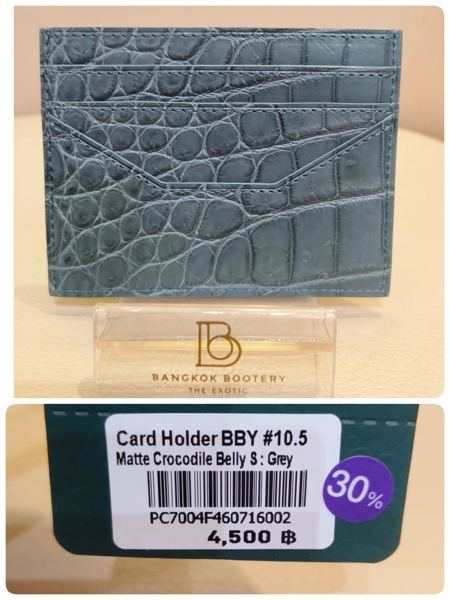 B
BANGKOK BOOTERY
THE EXOTIC
Card Holder BBY #10.5
Matte Crocodile Belly S : Grey
PC7004F460716002
4,500 ฿
30%